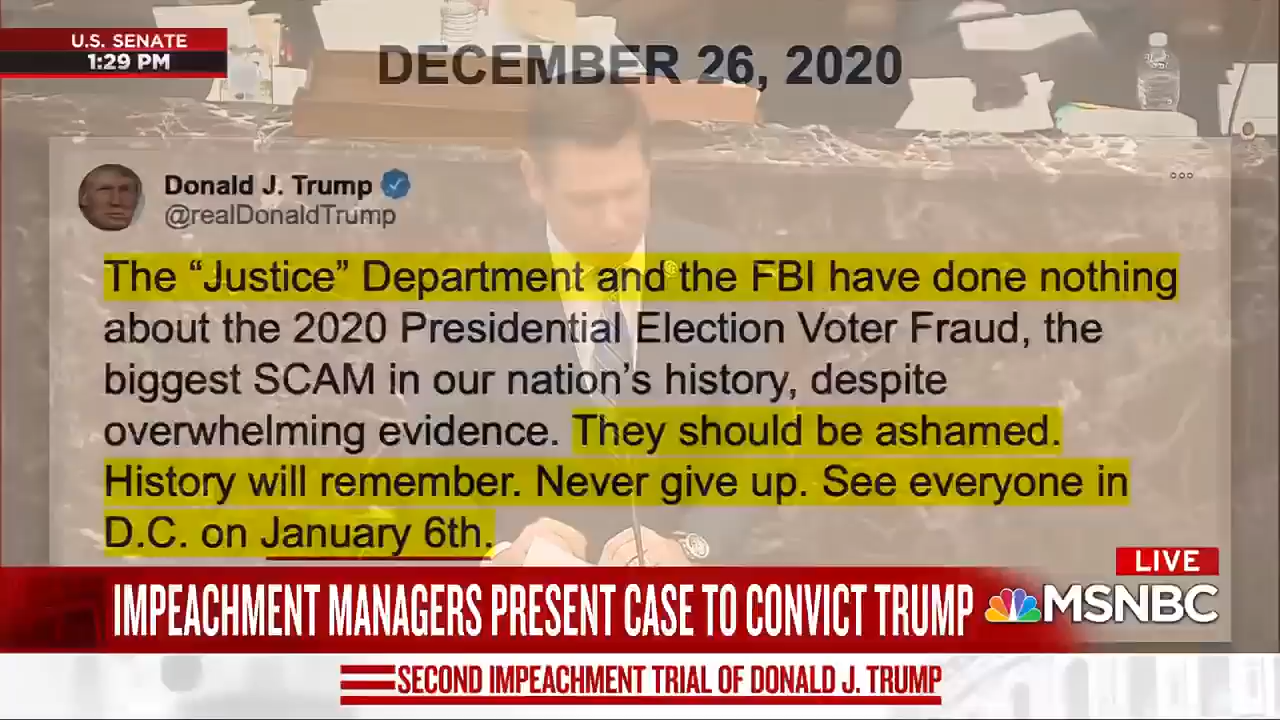 U.S. SENATE
1:29 PM
DECEMBER 26, 2020
Donald J. Trump
@realDonaldTrump
The “Justice” Department and the FBI have done nothing
about the 2020 Presidential Election Voter Fraud, the
biggest SCAM in our nation’s history, despite
overwhelming evidence. They should be ashamed.
History will remember. Never give up. See everyone in
D.C. on January 6th.
LIVE
IMPEACHMENT MANAGERS PRESENT CASE TO CONVICT TRUMP
MSNBC
SECOND IMPEACHMENT TRIAL OF DONALD J. TRUMP